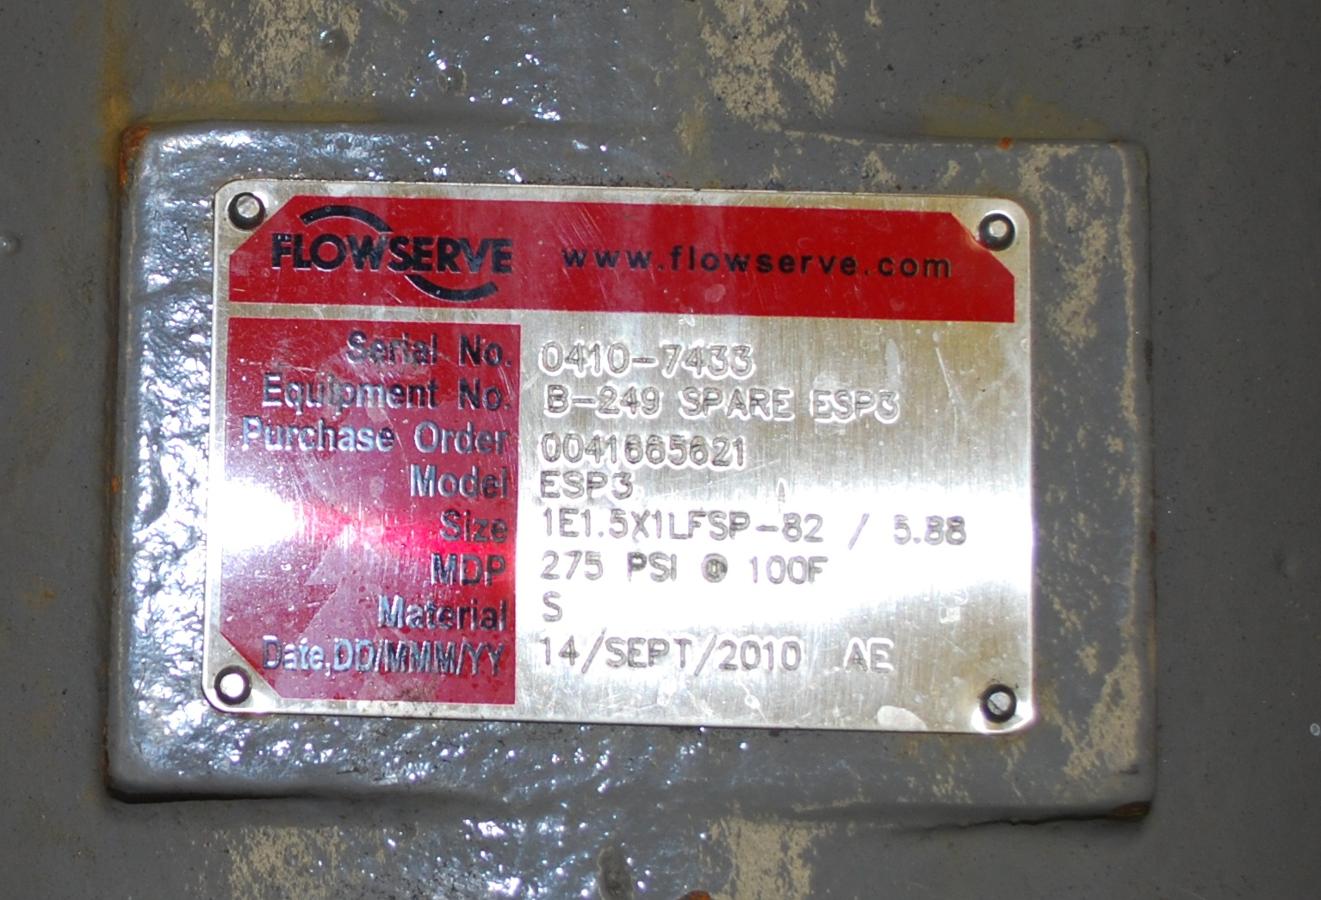 FLOWSERVE www.flowserve.com
Serial No. 0410-7433
Equipment No. B-249 SPARE ESP3
Purchase Order 0041665621
Model ESP3
Size 1E1.5X1LFSP-82 / 5.88
MDP 275 PSI @ 100F
Material S
Date,DD/MMM/YY 14/SEPT/2010 AE